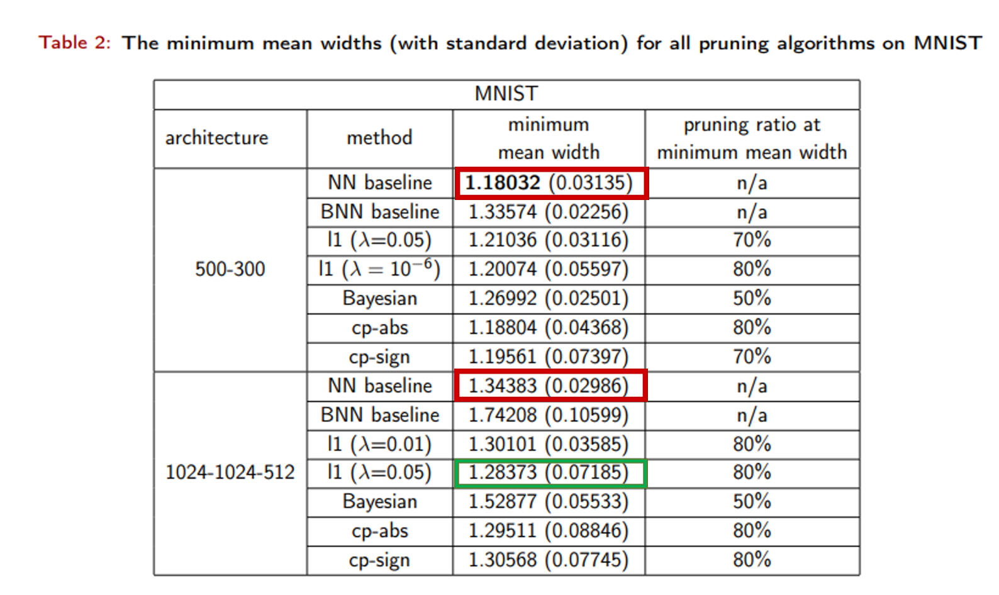 Table 2: The minimum mean widths (with standard deviation) for all pruning algorithms on MNIST
MNIST
architecture method minimum mean width pruning ratio at minimum mean width
500-300
NN baseline 1.18032 (0.03135) n/a
BNN baseline 1.33574 (0.02256) n/a
l1 (λ=0.05) 1.21036 (0.03116) 70%
l1 (λ = 10⁻⁶) 1.20074 (0.05597) 80%
Bayesian 1.26992 (0.02501) 50%
cp-abs 1.18804 (0.04368) 80%
cp-sign 1.19561 (0.07397) 70%
1024-1024-512
NN baseline 1.34383 (0.02986) n/a
BNN baseline 1.74208 (0.10599) n/a
l1 (λ=0.01) 1.30101 (0.03585) 80%
l1 (λ=0.05) 1.28373 (0.07185) 80%
Bayesian 1.52877 (0.05533) 50%
cp-abs 1.29511 (0.08846) 80%
cp-sign 1.30568 (0.07745) 80%